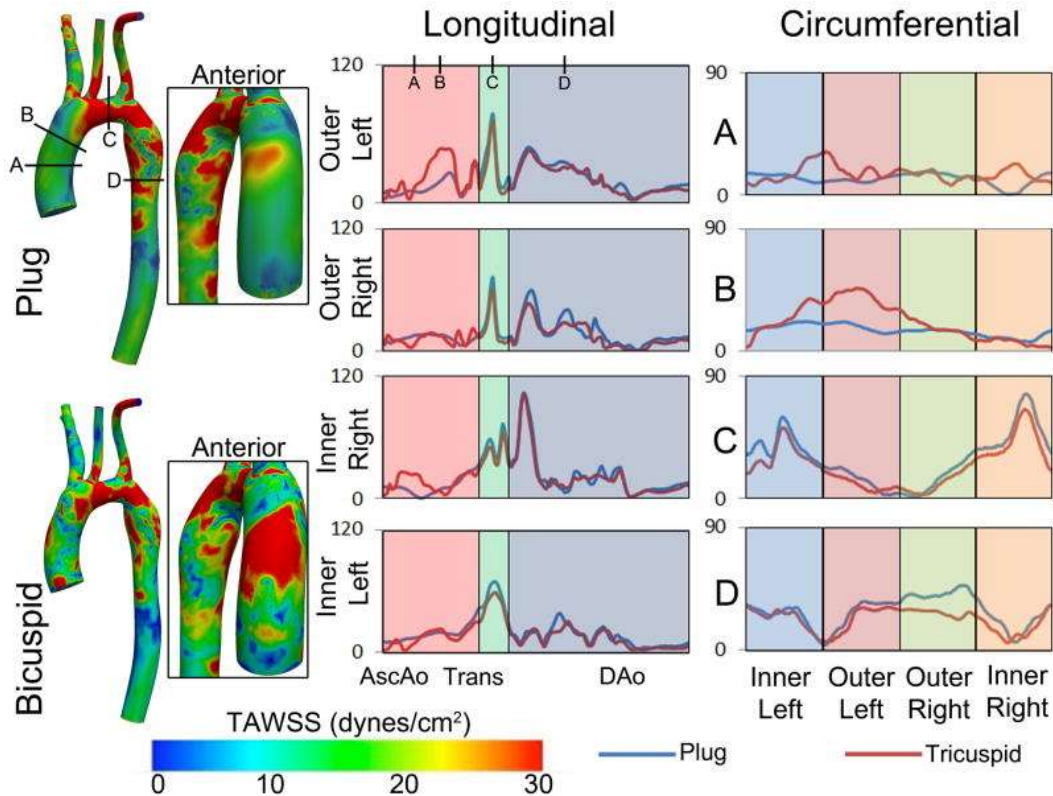 Longitudinal
Circumferential
Plug
B
A
C
D
Anterior
Bicuspid
Anterior
Outer
Left
120
0
A
B
C
D
Outer
Right
120
0
Inner
Right
120
0
Inner
Left
120
0
AscAo Trans DAo
A
90
0
B
90
0
C
90
0
D
90
0
Inner
Left
Outer
Left
Outer
Right
Inner
Right
TAWSS (dynes/cm²)
0 10 20 30
Plug
Tricuspid